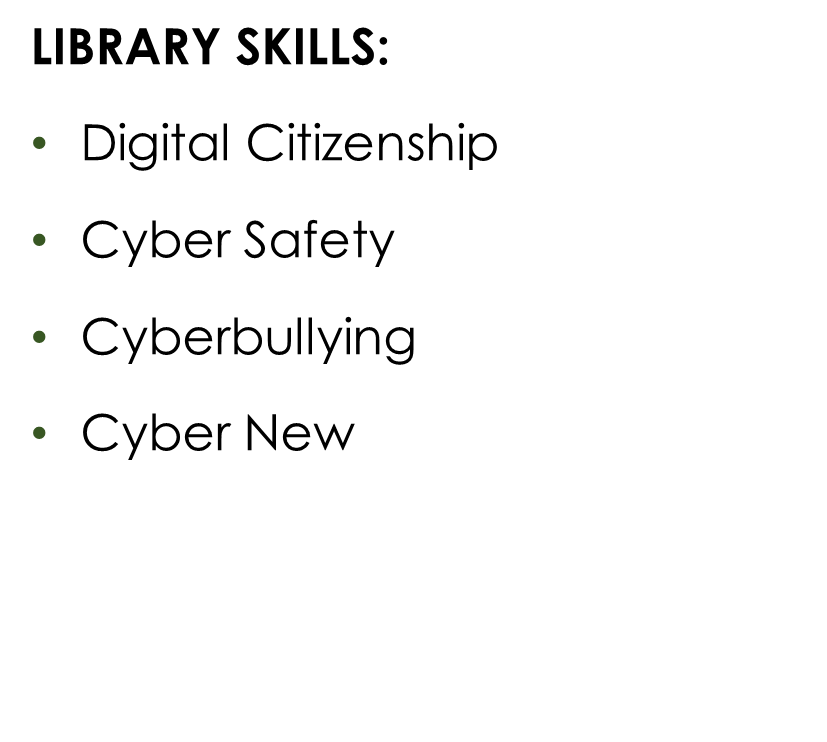 LIBRARY SKILLS:
• Digital Citizenship
• Cyber Safety
• Cyberbullying
• Cyber New